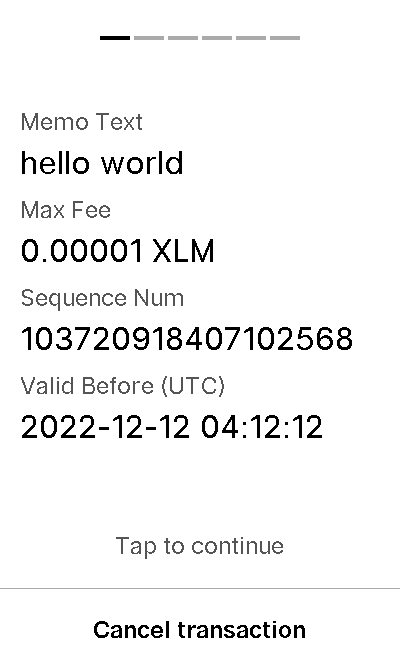 Memo Text
hello world
Max Fee
0.00001 XLM
Sequence Num
103720918407102568
Valid Before (UTC)
2022-12-12 04:12:12
Tap to continue
Cancel transaction